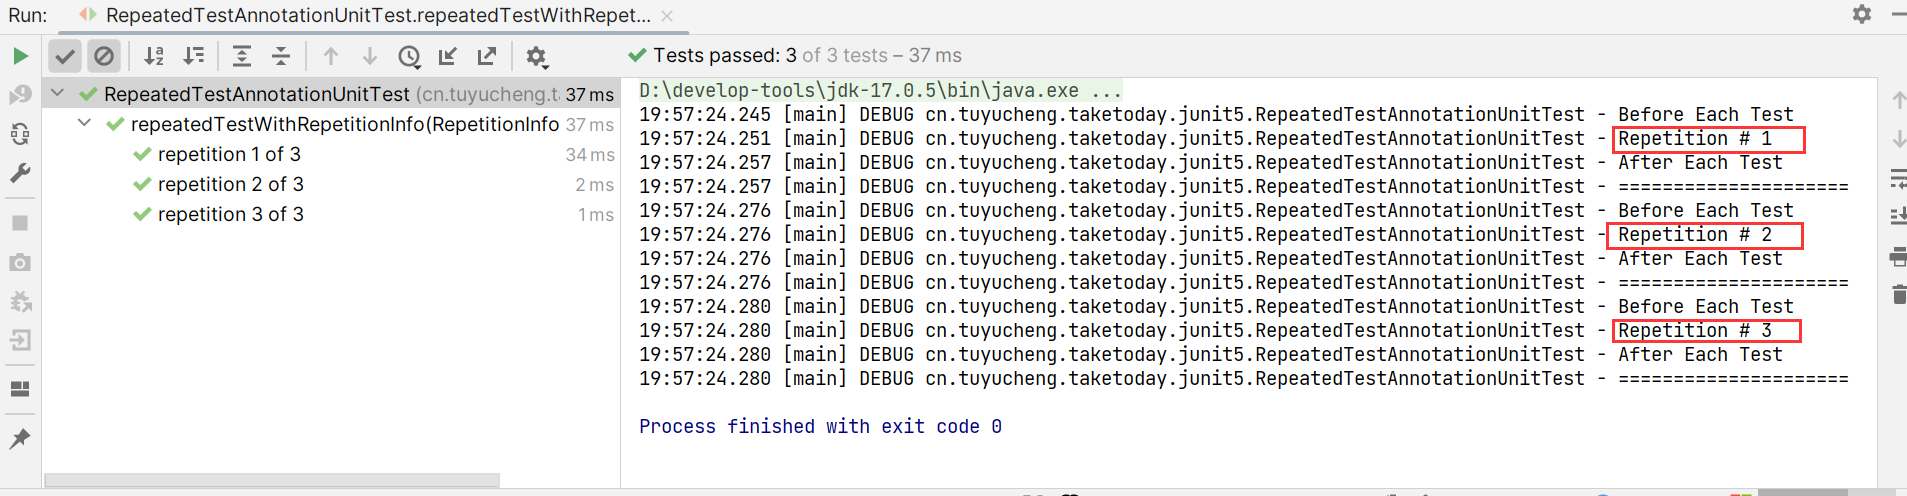 Run: RepeatedTestAnnotationUnitTest.repeatedTestWithRepet...
Tests passed: 3 of 3 tests – 37 ms
RepeatedTestAnnotationUnitTest (cn.tuyucheng.t 37 ms
repeatedTestWithRepetitionInfo(RepetitionInfo 37 ms
repetition 1 of 3 34 ms
repetition 2 of 3 2 ms
repetition 3 of 3 1 ms
D:\develop-tools\jdk-17.0.5\bin\java.exe ...
19:57:24.245 [main] DEBUG cn.tuyucheng.taketoday.junit5.RepeatedTestAnnotationUnitTest - Before Each Test
19:57:24.251 [main] DEBUG cn.tuyucheng.taketoday.junit5.RepeatedTestAnnotationUnitTest - Repetition # 1
19:57:24.257 [main] DEBUG cn.tuyucheng.taketoday.junit5.RepeatedTestAnnotationUnitTest - After Each Test
19:57:24.257 [main] DEBUG cn.tuyucheng.taketoday.junit5.RepeatedTestAnnotationUnitTest - =====================
19:57:24.276 [main] DEBUG cn.tuyucheng.taketoday.junit5.RepeatedTestAnnotationUnitTest - Before Each Test
19:57:24.276 [main] DEBUG cn.tuyucheng.taketoday.junit5.RepeatedTestAnnotationUnitTest - Repetition # 2
19:57:24.276 [main] DEBUG cn.tuyucheng.taketoday.junit5.RepeatedTestAnnotationUnitTest - After Each Test
19:57:24.276 [main] DEBUG cn.tuyucheng.taketoday.junit5.RepeatedTestAnnotationUnitTest - =====================
19:57:24.280 [main] DEBUG cn.tuyucheng.taketoday.junit5.RepeatedTestAnnotationUnitTest - Before Each Test
19:57:24.280 [main] DEBUG cn.tuyucheng.taketoday.junit5.RepeatedTestAnnotationUnitTest - Repetition # 3
19:57:24.280 [main] DEBUG cn.tuyucheng.taketoday.junit5.RepeatedTestAnnotationUnitTest - After Each Test
19:57:24.280 [main] DEBUG cn.tuyucheng.taketoday.junit5.RepeatedTestAnnotationUnitTest - =====================
Process finished with exit code 0